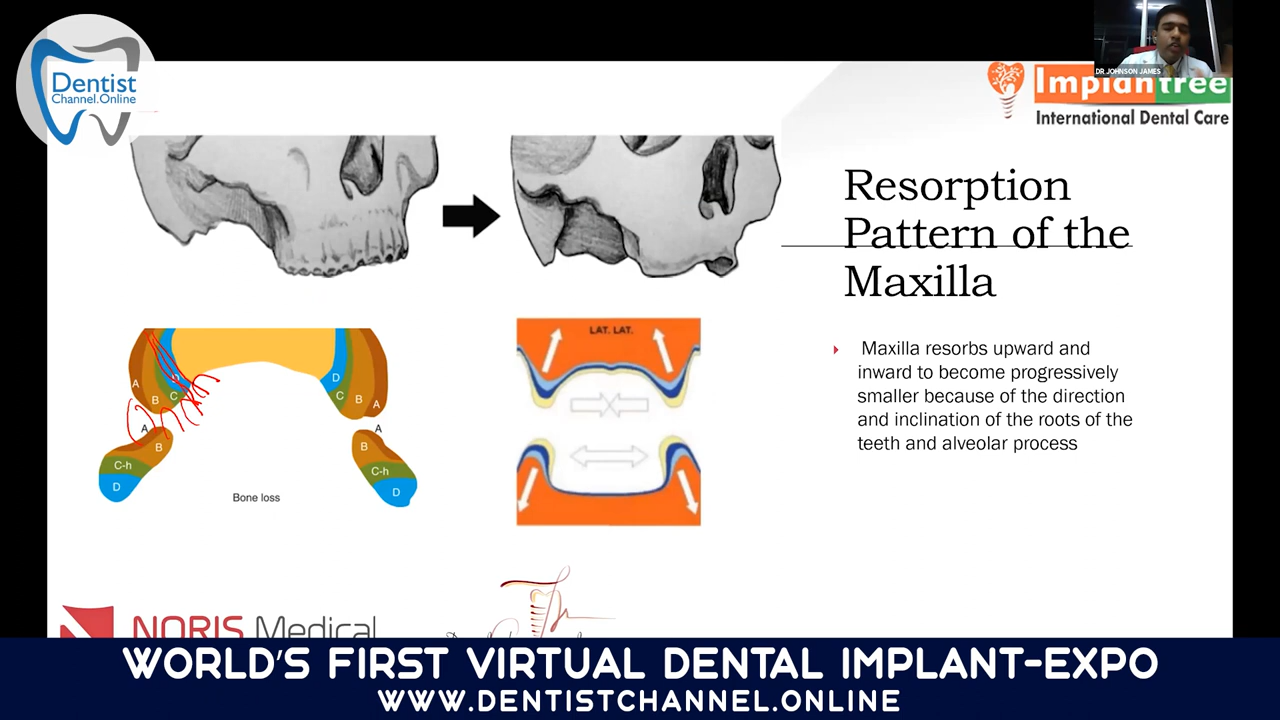 Dentist
Channel.Online
DR JOHNSON JAMES
Implantree
International Dental Care
Resorption
Pattern of the
Maxilla
Maxilla resorbs upward and
inward to become progressively
smaller because of the direction
and inclination of the roots of the
teeth and alveolar process
LAT. LAT.
A B C D
D C B A
A
B
C-h
D
A
B
C-h
D
Bone loss
NORIS Medical
WORLD'S FIRST VIRTUAL DENTAL IMPLANT-EXPO
WWW.DENTISTCHANNEL.ONLINE